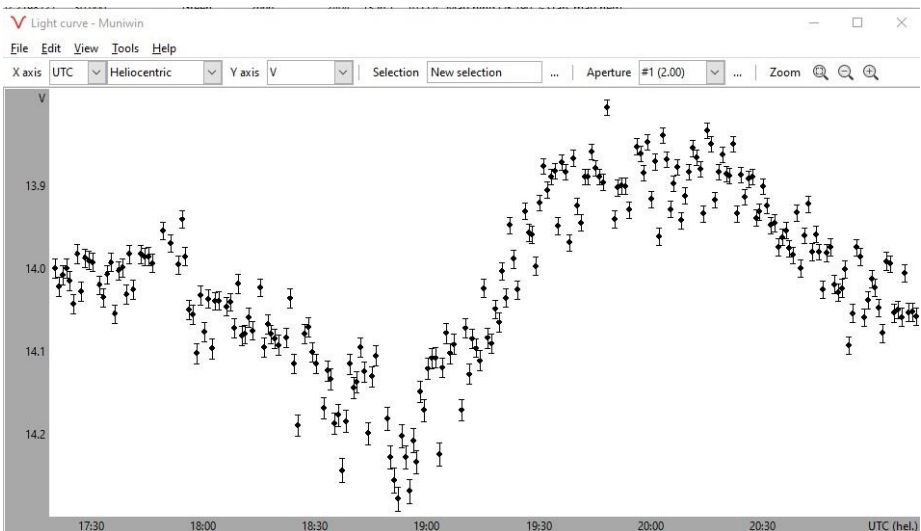 Light curve - Muniwin
File Edit View Tools Help
X axis UTC Heliocentric Y axis V Selection New selection ... Aperture #1 (2.00) ... Zoom
V
13.9
14.0
14.1
14.2
17:30 18:00 18:30 19:00 19:30 20:00 20:30 UTC (hel.)